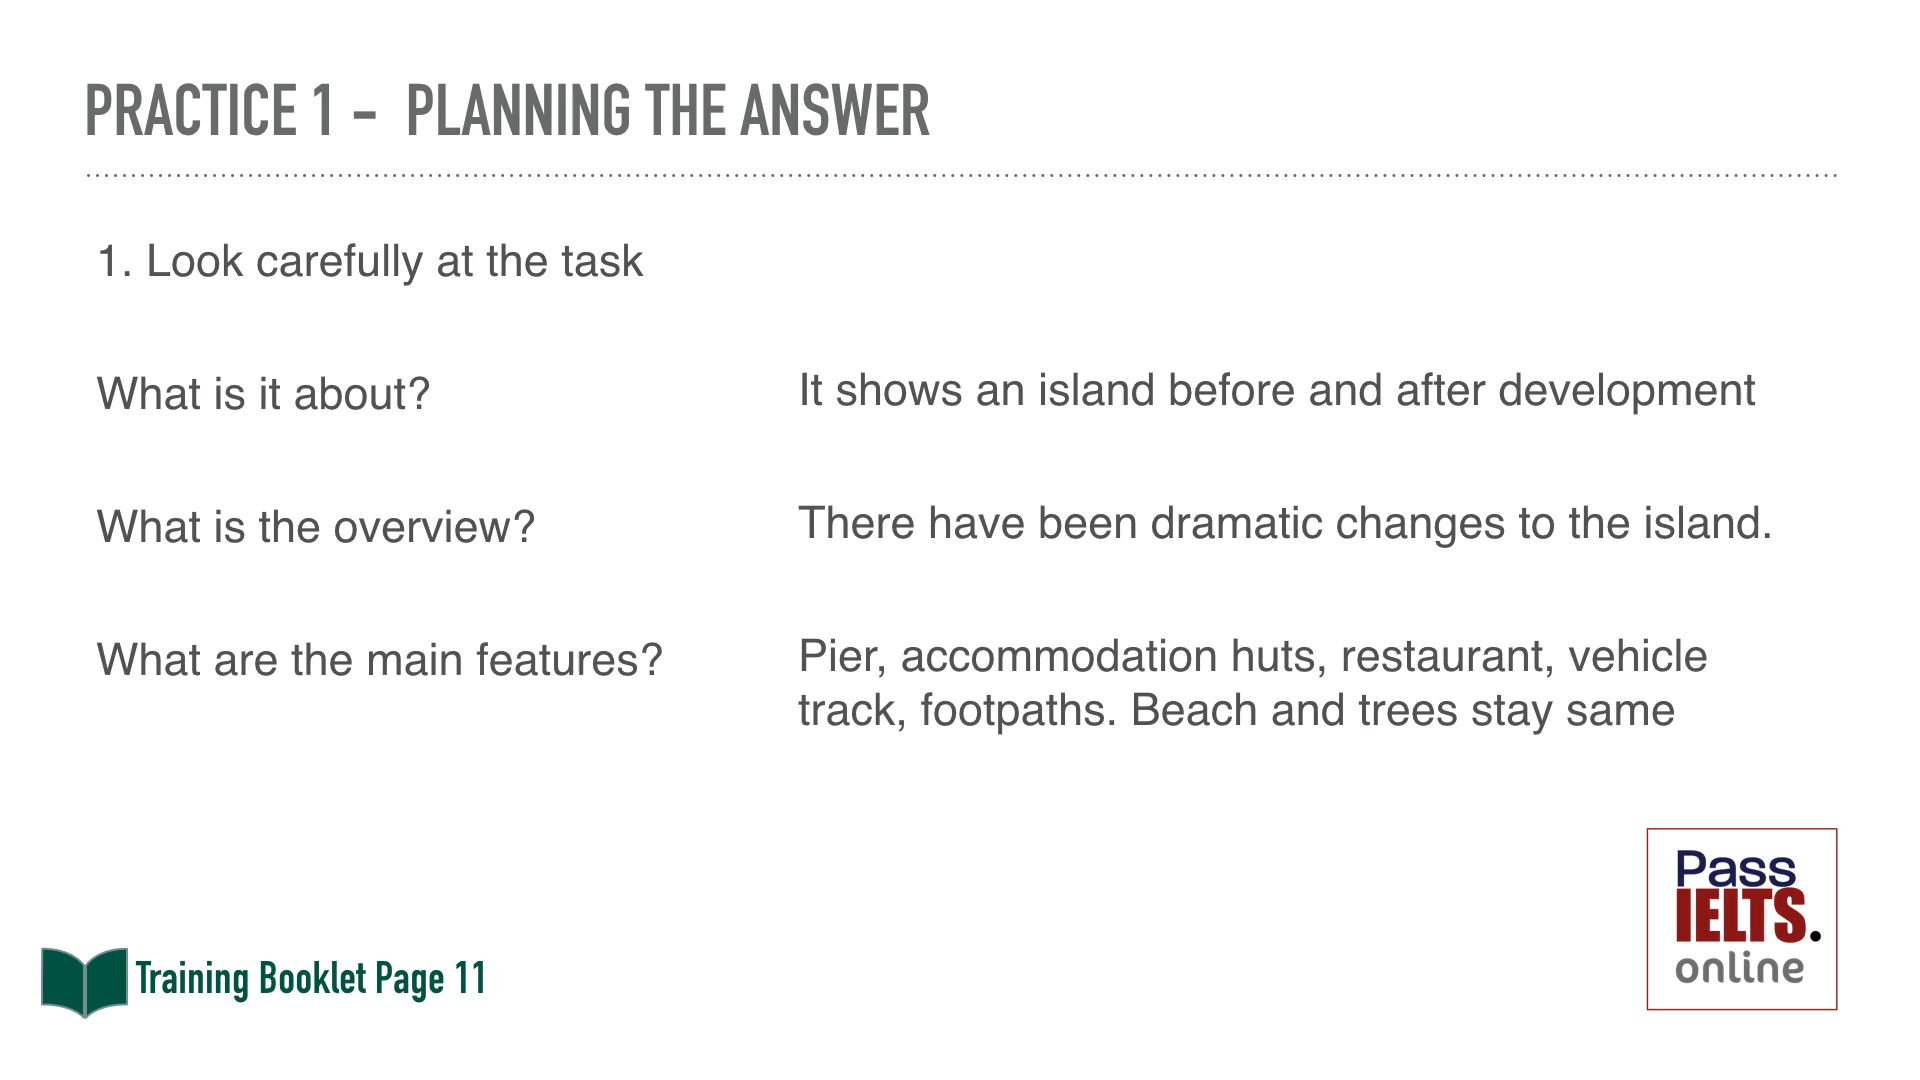 PRACTICE 1 - PLANNING THE ANSWER
1. Look carefully at the task
What is it about?
It shows an island before and after development
What is the overview?
There have been dramatic changes to the island.
What are the main features?
Pier, accommodation huts, restaurant, vehicle
track, footpaths. Beach and trees stay same
Pass
IELTS.
online
Training Booklet Page 11